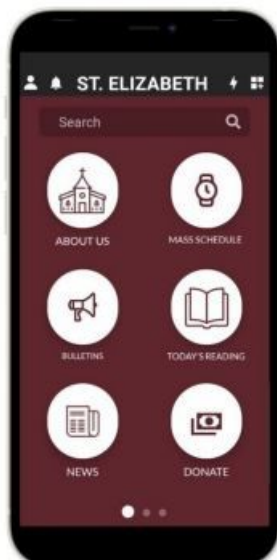 ST. ELIZABETH
Search
ABOUT US
MASS SCHEDULE
BULLETINS
TODAY'S READING
NEWS
DONATE